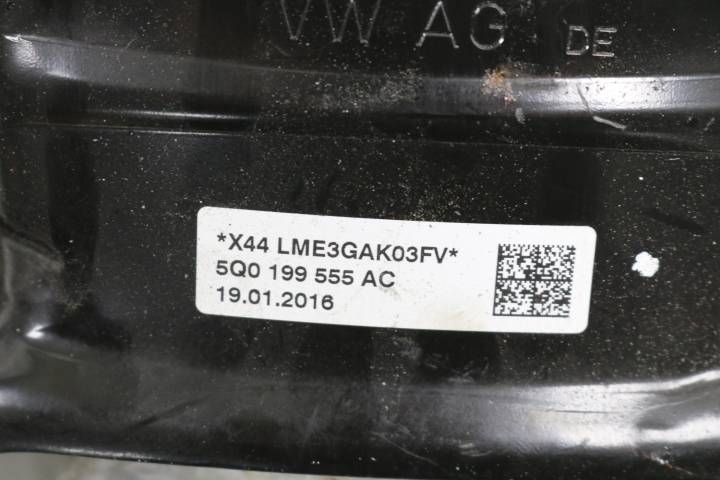 VW AG DE
*X44 LME3GAK03FV*
5Q0 199 555 AC
19.01.2016